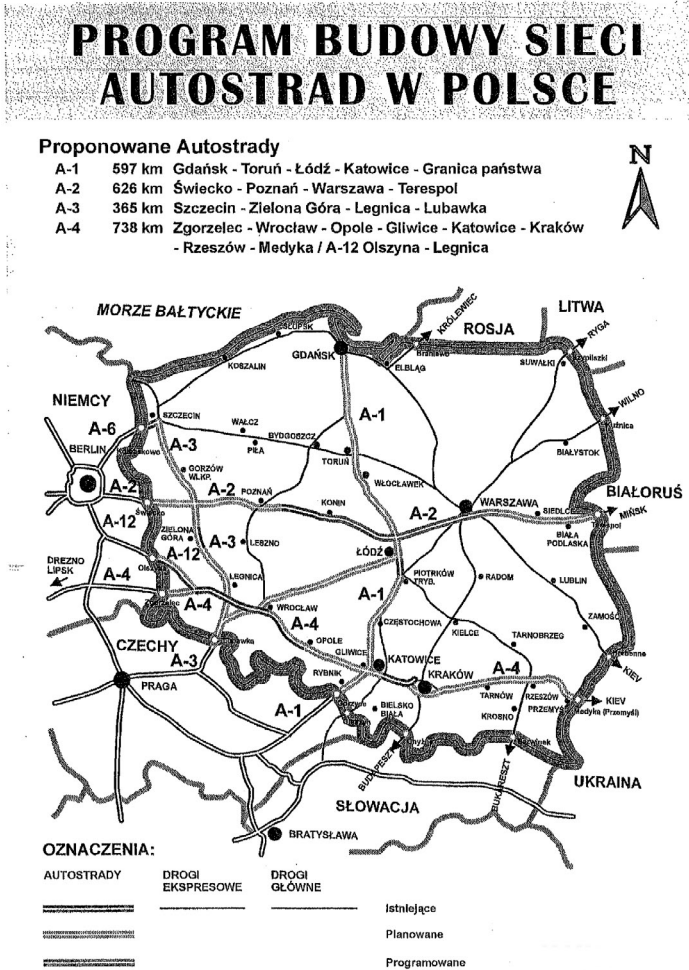 PROGRAM BUDOWY SIECI
AUTOSTRAD W POLSCE
Proponowane Autostrady
A-1 597 km Gdańsk - Toruń - Łódź - Katowice - Granica państwa
A-2 626 km Świecko - Poznań - Warszawa - Terespol
A-3 365 km Szczecin - Zielona Góra - Legnica - Lubawka
A-4 738 km Zgorzelec - Wrocław - Opole - Gliwice - Katowice - Kraków
- Rzeszów - Medyka / A-12 Olszyna - Legnica
N
MORZE BAŁTYCKIE
SŁUPSK
KRÓLEWIEC
ROSJA
LITWA
RYGA
GDAŃSK
KOSZALIN
ELBLĄG
SUWAŁKI
NIEMCY
WILNO
SZCZECIN
A-6
WAŁCZ
A-1
A-3
BYDGOSZCZ
PIŁA
BERLIN
TORUŃ
BIAŁYSTOK
GORZÓW
WLKP.
WŁOCŁAWEK
A-2
A-2
POZNAŃ
KONIN
A-2
WARSZAWA
SIEDLCE
BIAŁORUŚ
MIŃSK
Świecko
Terespol
A-12
ZIELONA
GÓRA
A-3
LESZNO
BIAŁA
PODLASKA
ŁÓDŹ
A-12
DREZNO
LIPSK
A-4
LEGNICA
A-1
PIOTRKÓW
TRYB.
RADOM
LUBLIN
A-4
WROCŁAW
A-4
CZĘSTOCHOWA
ZAMOŚĆ
OPOLE
KIELCE
TARNOBRZEG
CZECHY
GLIWICE
KATOWICE
A-3
KIEV
PRAGA
RYBNIK
KRAKÓW
A-4
TARNÓW
RZESZÓW
PRZEMYŚL
KIEV
Medyka (Przemyśl)
A-1
BIELSKO
BIAŁA
KROSNO
BUDAPESZT
BUKARESZT
UKRAINA
SŁOWACJA
BRATYSŁAWA
OZNACZENIA:
AUTOSTRADY
DROGI
EKSPRESOWE
DROGI
GŁÓWNE
Istniejące
Planowane
Programowane